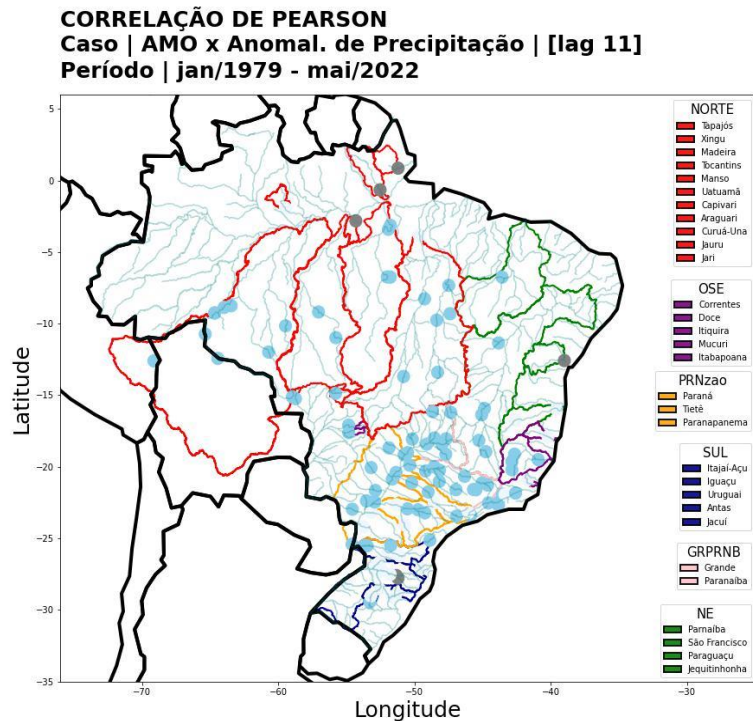 CORRELAÇÃO DE PEARSON
Caso | AMO x Anomal. de Precipitação | [lag 11]
Período | jan/1979 - mai/2022
NORTE
Tapajós
Xingu
Madeira
Tocantins
Manso
Uatuamã
Capivari
Araguari
Curuá-Una
Jauru
Jari
OSE
Correntes
Doce
Itiquira
Mucuri
Itabapoana
PRNzao
Paraná
Tietê
Paranapanema
SUL
Itajaí-Açu
Iguaçu
Uruguai
Antas
Jacuí
GRPRNB
Grande
Paranaíba
NE
Parnaíba
São Francisco
Paraguaçu
Jequitinhonha
Latitude
5
0
−5
−10
−15
−20
−25
−30
−35
−70
−60
−50
−40
−30
Longitude